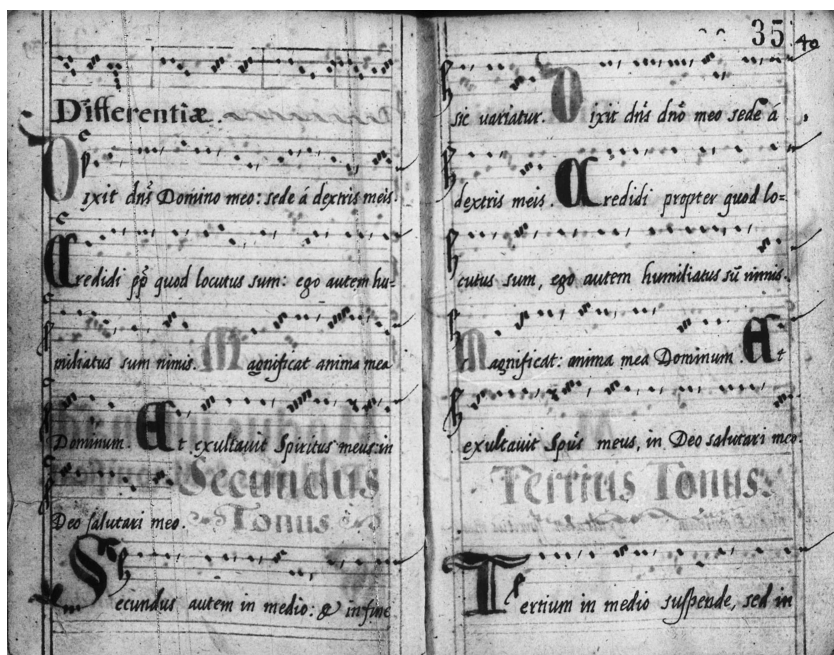 Differentiæ.
Dixit dn̄s Domino meo: sede á dextris meis.
Credidi pp̄ quod locutus sum: ego autem hu-
miliatus sum nimis. Magnificat anima mea
Dominum. Et exultauit Spiritus meus: in
Secundus
Deo salutari meo. Tonus
Secundus autem in medio: & in fine
35 40
sic uariatur. Dixit dn̄s dn̄o meo sede á
dextris meis. Credidi propter quod lo=
cutus sum, ego autem humiliatus sū nimis.
Magnificat: anima mea Dominum. Et
exultauit Spūs meus, in Deo salutari meo.
Tertius Tonus.
Tertium in medio suspende, sed in